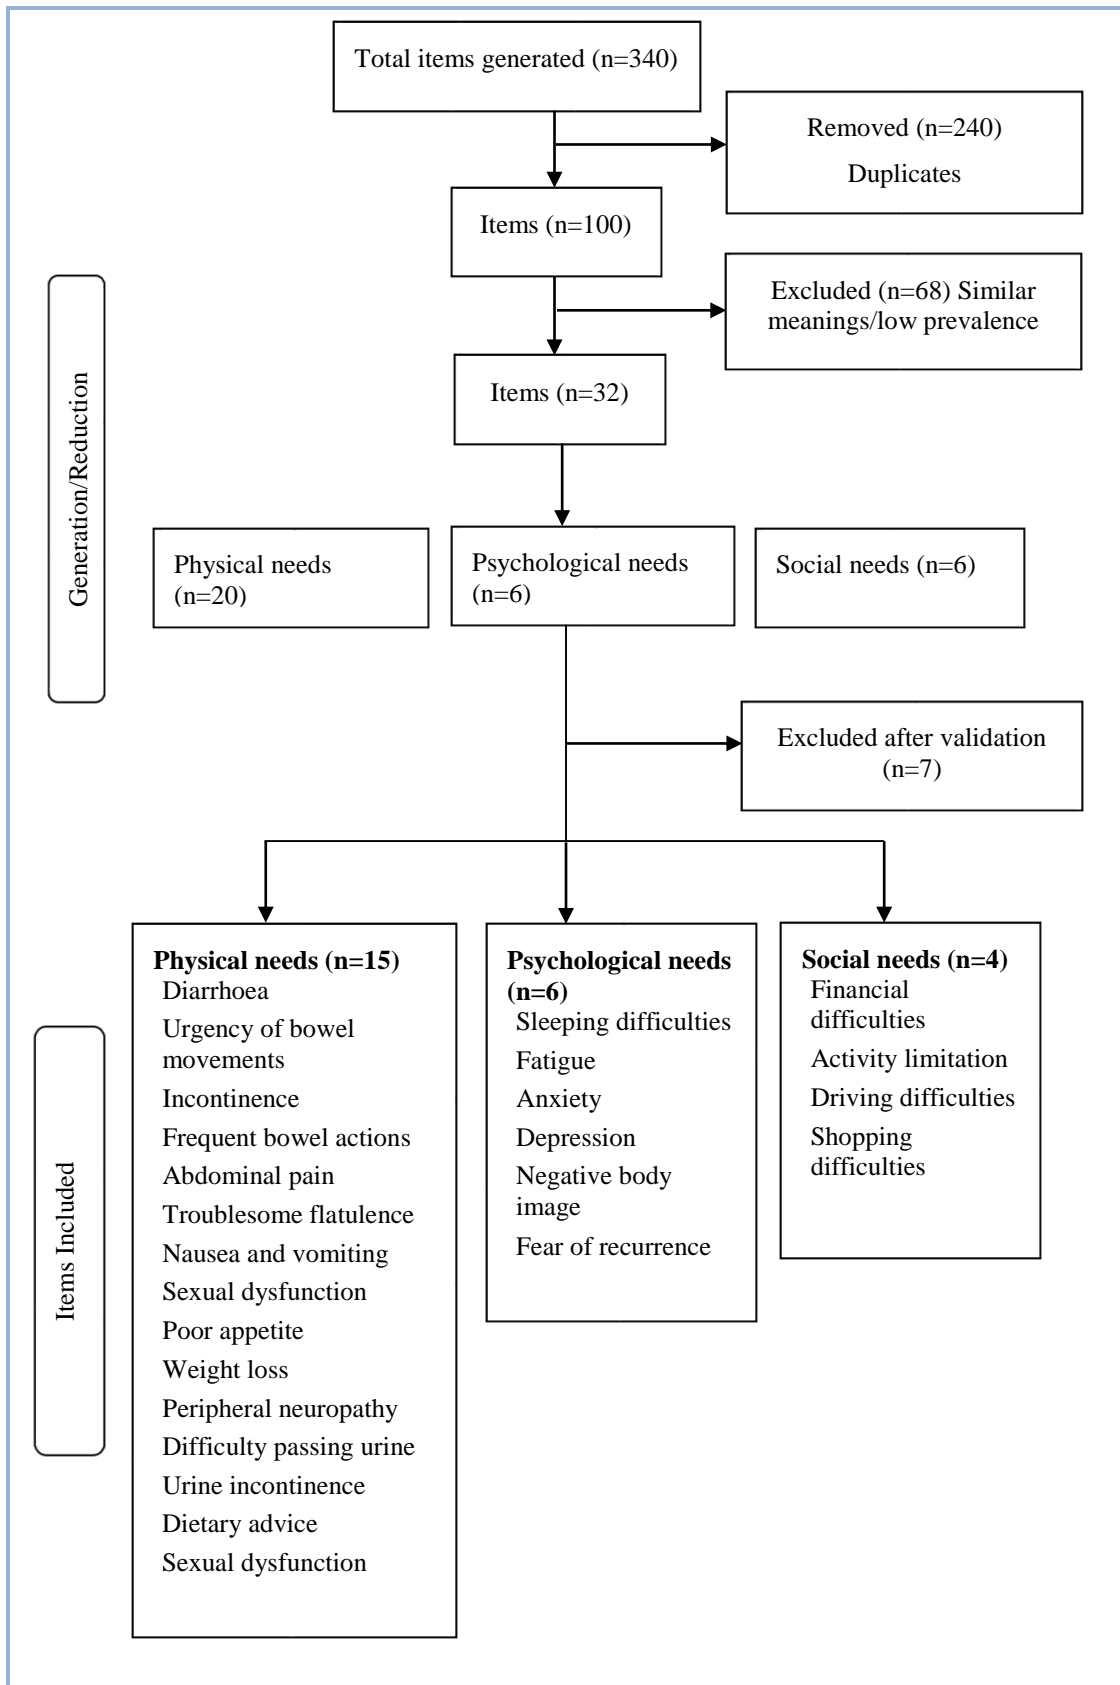 Total items generated (n=340)
Removed (n=240)
Duplicates
Items (n=100)
Excluded (n=68) Similar
meanings/low prevalence
Items (n=32)
Generation/Reduction
Physical needs
(n=20)
Psychological needs
(n=6)
Social needs (n=6)
Excluded after validation
(n=7)
Items Included
Physical needs (n=15)
Diarrhoea
Urgency of bowel
movements
Incontinence
Frequent bowel actions
Abdominal pain
Troublesome flatulence
Nausea and vomiting
Sexual dysfunction
Poor appetite
Weight loss
Peripheral neuropathy
Difficulty passing urine
Urine incontinence
Dietary advice
Sexual dysfunction
Psychological needs
(n=6)
Sleeping difficulties
Fatigue
Anxiety
Depression
Negative body
image
Fear of recurrence
Social needs (n=4)
Financial
difficulties
Activity limitation
Driving difficulties
Shopping
difficulties